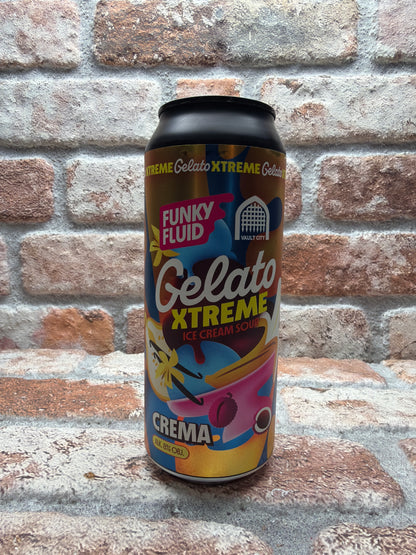 XTREME Gelato XTREME Gelato
FUNKY
FLUID
VAULT CITY
Gelato
XTREME
ICE CREAM SOUR
CREMA